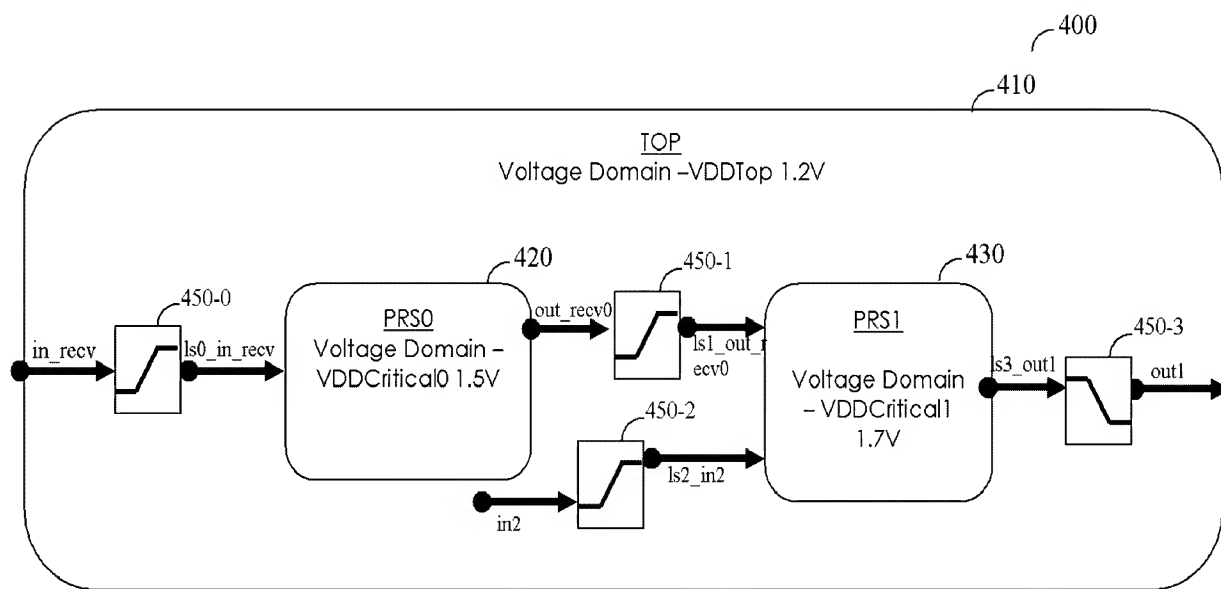 400
410
TOP
Voltage Domain –VDDTop 1.2V
420
430
450-0
450-1
450-3
in_recv
ls0_in_recv
PRS0
Voltage Domain –
VDDCritical0 1.5V
out_recv0
ls1_out_r
ecv0
PRS1
Voltage Domain
– VDDCritical1
1.7V
ls3_out1
out1
450-2
in2
ls2_in2